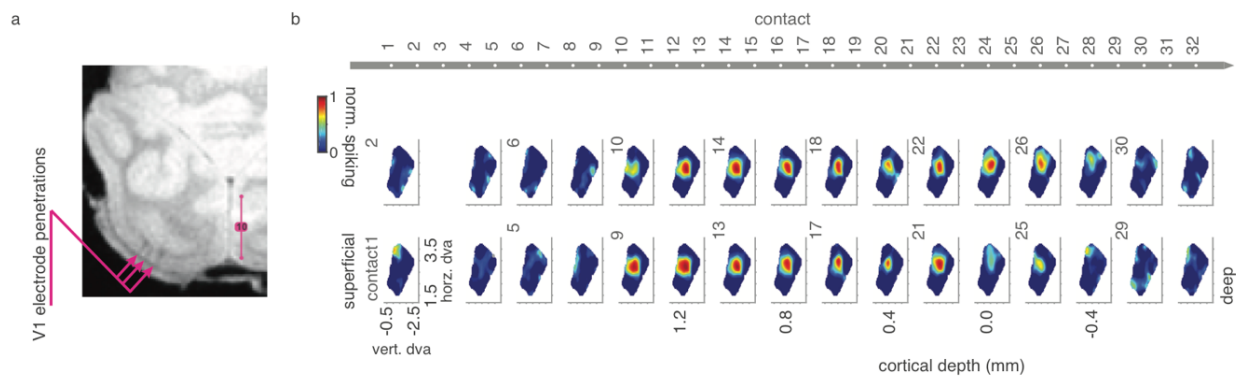 a
b
contact
1 2 3 4 5 6 7 8 9 10 11 12 13 14 15 16 17 18 19 20 21 22 23 24 25 26 27 28 29 30 31 32
V1 electrode penetrations
10
norm. spikiking
0 1
2 6 10 14 18 22 26 30
superficial
contact1 5 9 13 17 21 25 29
deep
1.5 3.5
horz. dva
-0.5 -2.5
vert. dva
1.2 0.8 0.4 0.0 -0.4
cortical depth (mm)